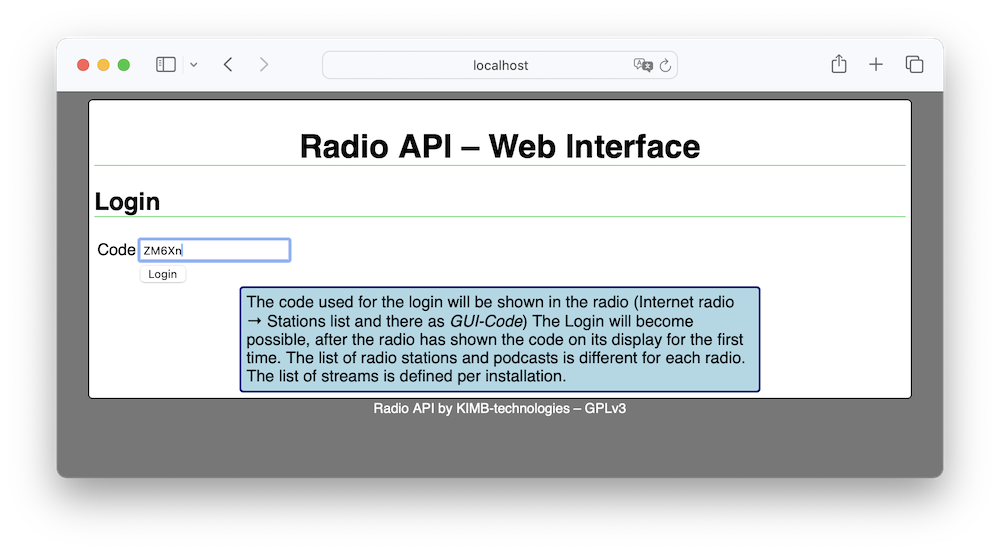 localhost
Radio API – Web Interface
Login
Code ZM6Xn
Login
The code used for the login will be shown in the radio (Internet radio
→ Stations list and there as GUI-Code) The Login will become
possible, after the radio has shown the code on its display for the first
time. The list of radio stations and podcasts is different for each radio.
The list of streams is defined per installation.
Radio API by KIMB-technologies – GPLv3